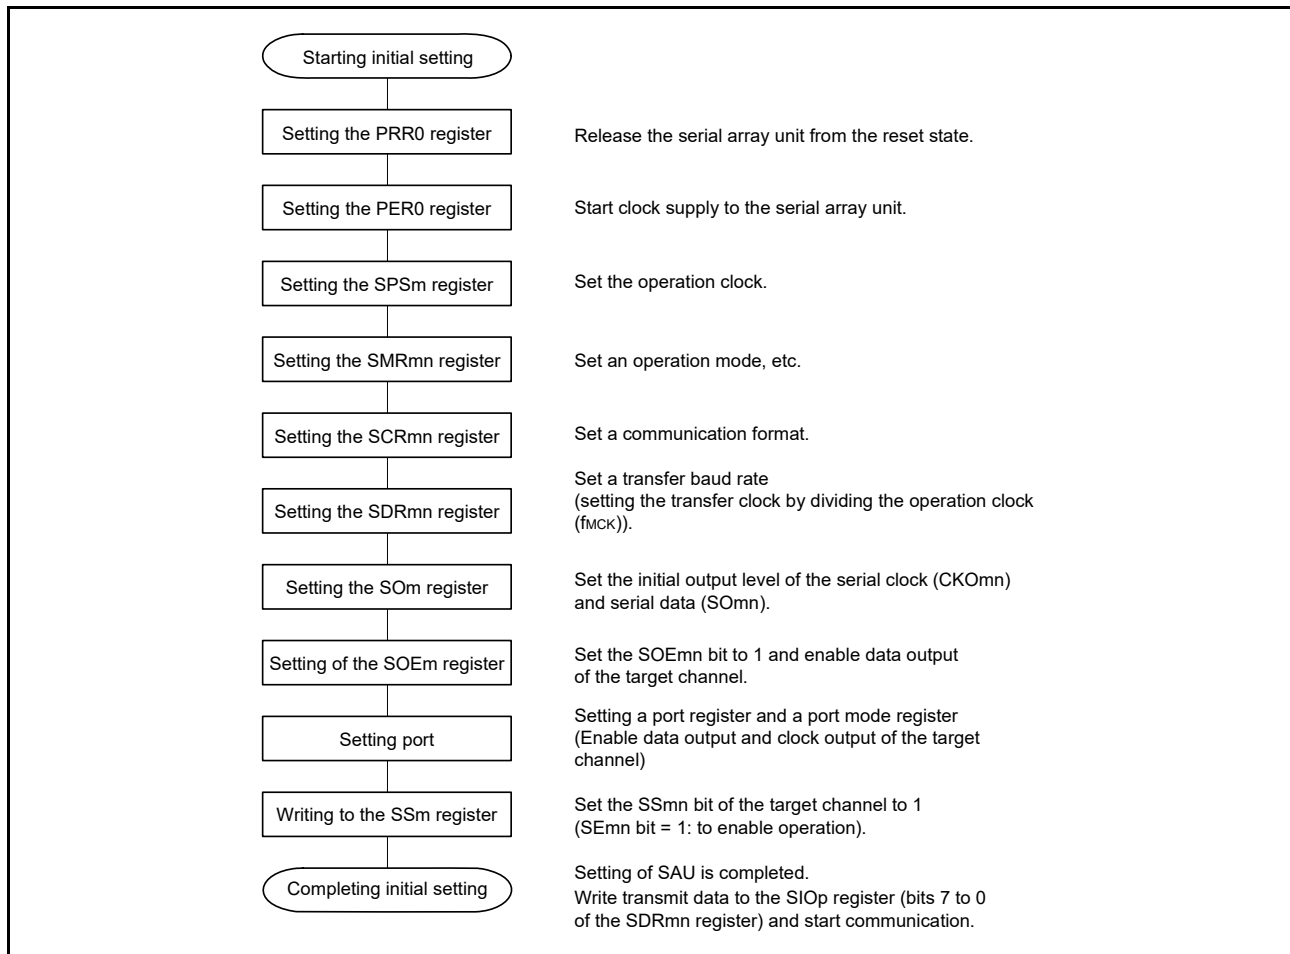 Starting initial setting
Setting the PRR0 register
Release the serial array unit from the reset state.
Setting the PER0 register
Start clock supply to the serial array unit.
Setting the SPSm register
Set the operation clock.
Setting the SMRmn register
Set an operation mode, etc.
Setting the SCRmn register
Set a communication format.
Setting the SDRmn register
Set a transfer baud rate
(setting the transfer clock by dividing the operation clock
(fMCK)).
Setting the SOm register
Set the initial output level of the serial clock (CKOmn)
and serial data (SOmn).
Setting of the SOEm register
Set the SOEmn bit to 1 and enable data output
of the target channel.
Setting port
Setting a port register and a port mode register
(Enable data output and clock output of the target
channel)
Writing to the SSm register
Set the SSmn bit of the target channel to 1
(SEmn bit = 1: to enable operation).
Completing initial setting
Setting of SAU is completed.
Write transmit data to the SIOp register (bits 7 to 0
of the SDRmn register) and start communication.